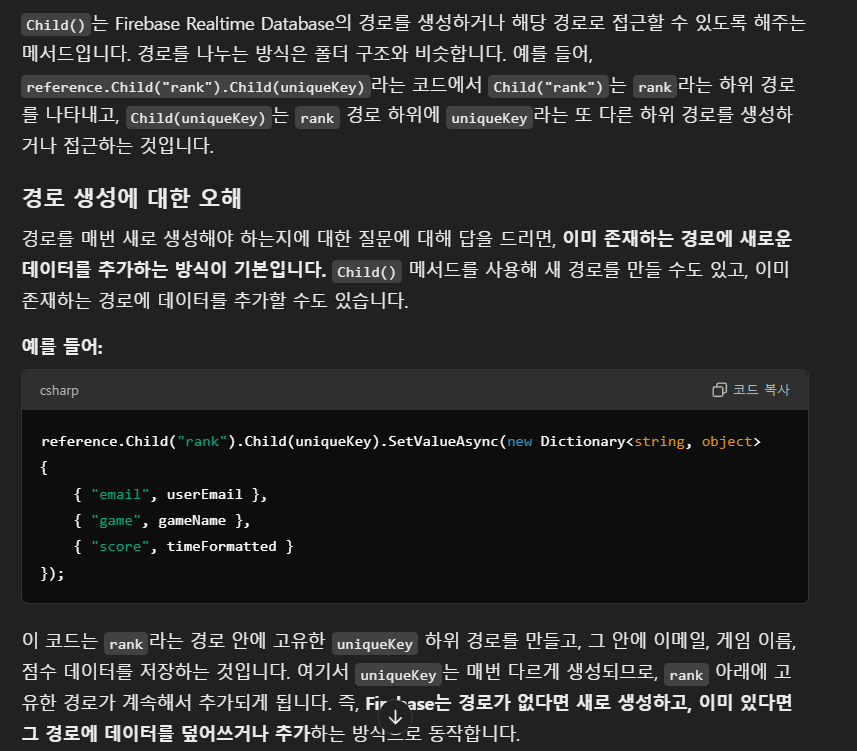 Child()는 Firebase Realtime Database의 경로를 생성하거나 해당 경로로 접근할 수 있도록 해주는
메서드입니다. 경로를 나누는 방식은 폴더 구조와 비슷합니다. 예를 들어,
reference.Child("rank").Child(uniqueKey)라는 코드에서 Child("rank")는 rank라는 하위 경로
를 나타내고, Child(uniqueKey)는 rank 경로 하위에 uniqueKey라는 또 다른 하위 경로를 생성하
거나 접근하는 것입니다.
경로 생성에 대한 오해
경로를 매번 새로 생성해야 하는지에 대한 질문에 대해 답을 드리면, 이미 존재하는 경로에 새로운
데이터를 추가하는 방식이 기본입니다. Child() 메서드를 사용해 새 경로를 만들 수도 있고, 이미
존재하는 경로에 데이터를 추가할 수도 있습니다.
예를 들어:
csharp 코드 복사
reference.Child("rank").Child(uniqueKey).SetValueAsync(new Dictionary<string, object>
{
    { "email", userEmail },
    { "game", gameName },
    { "score", timeFormatted }
});
이 코드는 rank라는 경로 안에 고유한 uniqueKey 하위 경로를 만들고, 그 안에 이메일, 게임 이름,
점수 데이터를 저장하는 것입니다. 여기서 uniqueKey는 매번 다르게 생성되므로, rank 아래에 고
유한 경로가 계속해서 추가되게 됩니다. 즉, Firebase는 경로가 없다면 새로 생성하고, 이미 있다면
그 경로에 데이터를 덮어쓰거나 추가하는 방식으로 동작합니다.